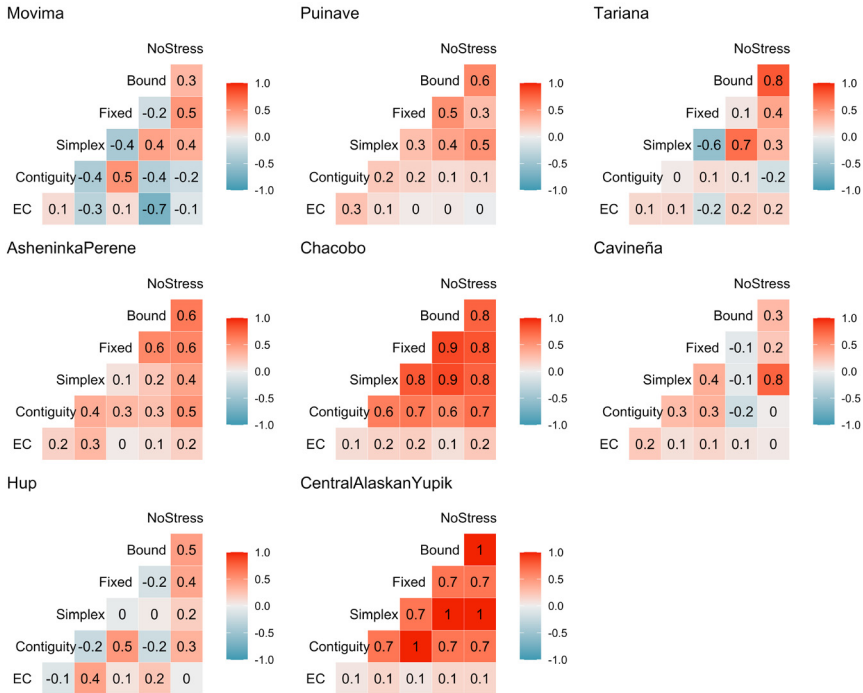 Movima
NoStress
Bound 0.3
Fixed -0.2 0.5
Simplex -0.4 0.4 0.4
Contiguity -0.4 0.5 -0.4 -0.2
EC 0.1 -0.3 0.1 -0.7 -0.1
1.0
0.5
0.0
-0.5
-1.0
Puinave
NoStress
Bound 0.6
Fixed 0.5 0.3
Simplex 0.3 0.4 0.5
Contiguity 0.2 0.2 0.1 0.1
EC 0.3 0.1 0 0 0
1.0
0.5
0.0
-0.5
-1.0
Tariana
NoStress
Bound 0.8
Fixed 0.1 0.4
Simplex -0.6 0.7 0.3
Contiguity 0 0.1 0.1 -0.2
EC 0.1 0.1 -0.2 0.2 0.2
1.0
0.5
0.0
-0.5
-1.0
AsheninkaPerene
NoStress
Bound 0.6
Fixed 0.6 0.6
Simplex 0.1 0.2 0.4
Contiguity 0.4 0.3 0.3 0.5
EC 0.2 0.3 0 0.1 0.2
1.0
0.5
0.0
-0.5
-1.0
Chacobo
NoStress
Bound 0.8
Fixed 0.9 0.8
Simplex 0.8 0.9 0.8
Contiguity 0.6 0.7 0.6 0.7
EC 0.1 0.2 0.2 0.1 0.2
1.0
0.5
0.0
-0.5
-1.0
Cavineña
NoStress
Bound 0.3
Fixed -0.1 0.2
Simplex 0.4 -0.1 0.8
Contiguity 0.3 0.3 -0.2 0
EC 0.2 0.1 0.1 0.1 0
1.0
0.5
0.0
-0.5
-1.0
Hup
NoStress
Bound 0.5
Fixed -0.2 0.4
Simplex 0 0 0.2
Contiguity -0.2 0.5 -0.2 0.3
EC -0.1 0.4 0.1 0.2 0
1.0
0.5
0.0
-0.5
-1.0
CentralAlaskanYupik
NoStress
Bound 1
Fixed 0.7 0.7
Simplex 0.7 1 1
Contiguity 0.7 1 0.7 0.7
EC 0.1 0.1 0.1 0.1 0.1
1.0
0.5
0.0
-0.5
-1.0